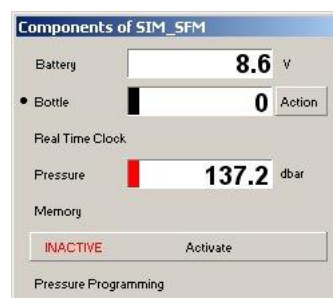 Components of SIM_SFM
Battery 8.6 V
Bottle 0 Action
Real Time Clock
Pressure 137.2 dbar
Memory
INACTIVE Activate
Pressure Programming